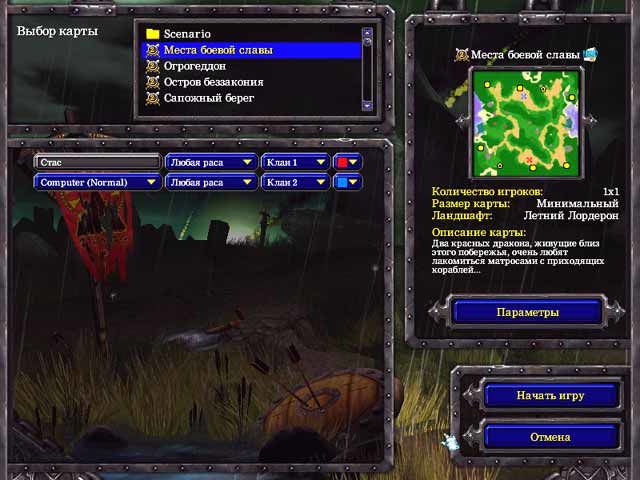 Выбор карты
Scenario
Места боевой славы
Огрогеддон
Остров беззакония
Сапожный берег
Места боевой славы
Стас
Любая раса
Клан 1
Computer (Normal)
Любая раса
Клан 2
Количество игроков: 1x1
Размер карты: Минимальный
Ландшафт: Летний Лордерон
Описание карты:
Два красных дракона, живущие близ
этого побережья, очень любят
лакомиться матросами с приходящих
кораблей...
Параметры
Начать игру
Отмена